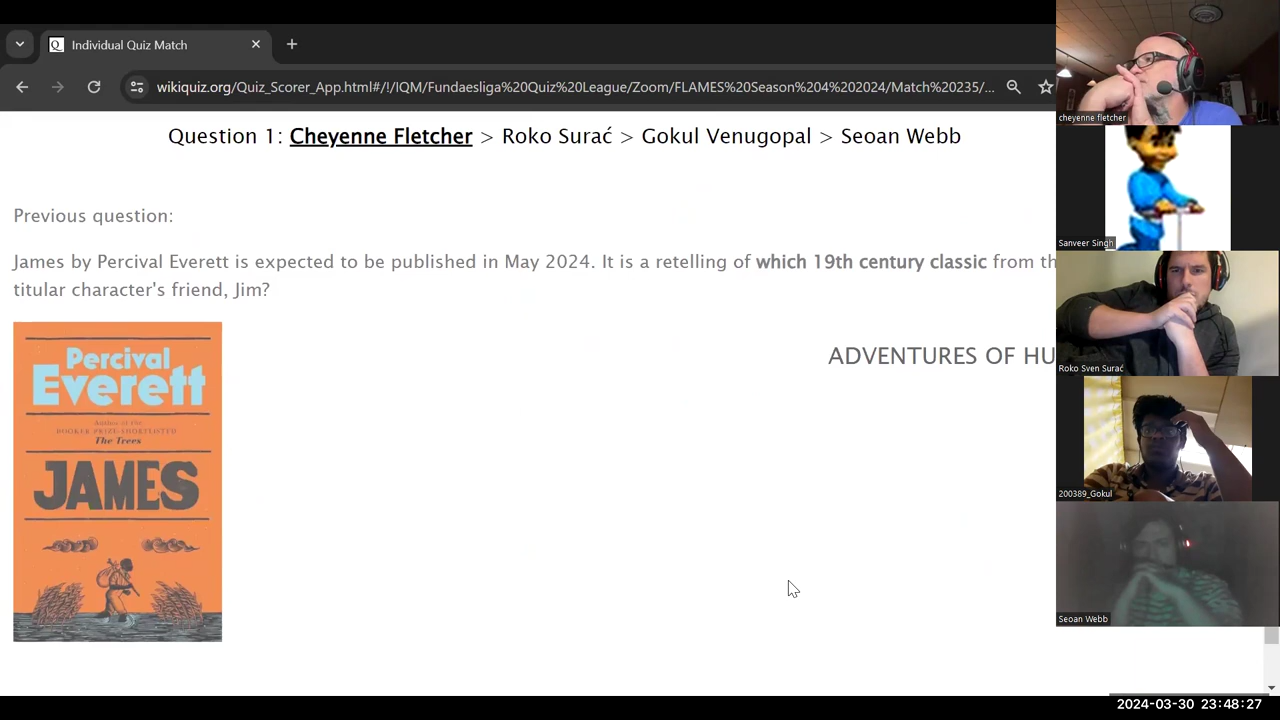 Individual Quiz Match
wikiquiz.org/Quiz_Scorer_App.html#/!/IQM/Fundaesliga%20Quiz%20League/Zoom/FLAMES%20Season%204%202024/Match%2035/...
Question 1: Cheyenne Fletcher > Roko Surać > Gokul Venugopal > Seoan Webb
Previous question:
James by Percival Everett is expected to be published in May 2024. It is a retelling of which 19th century classic from th
titular character's friend, Jim?
ADVENTURES OF HU
Percival
Everett
Author of the
BOOKER PRIZE-SHORTLISTED
The Trees
JAMES
cheyenne fletcher
Sanveer Singh
Roko Sven Surać
200389_Gokul
Seoan Webb
2024-03-30 23:48:27